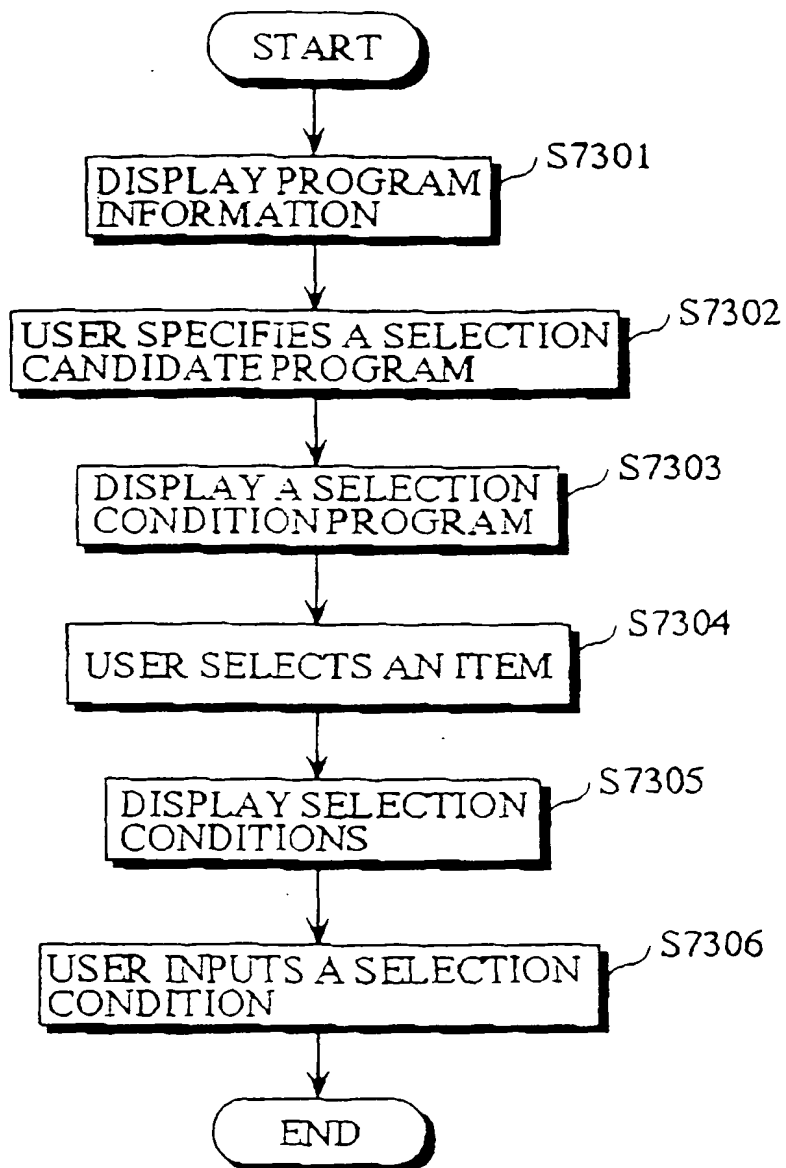 START
S7301
DISPLAY PROGRAM
INFORMATION
S7302
USER SPECIFIES A SELECTION
CANDIDATE PROGRAM
S7303
DISPLAY A SELECTION
CONDITION PROGRAM
S7304
USER SELECTS AN ITEM
S7305
DISPLAY SELECTION
CONDITIONS
S7306
USER INPUTS A SELECTION
CONDITION
END